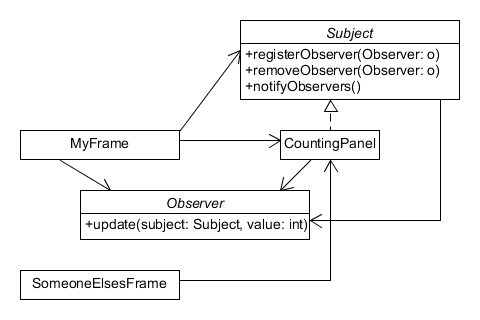 Subject
+registerObserver(Observer: o)
+removeObserver(Observer: o)
+notifyObservers()
MyFrame
CountingPanel
Observer
+update(subject: Subject, value: int)
SomeoneElsesFrame